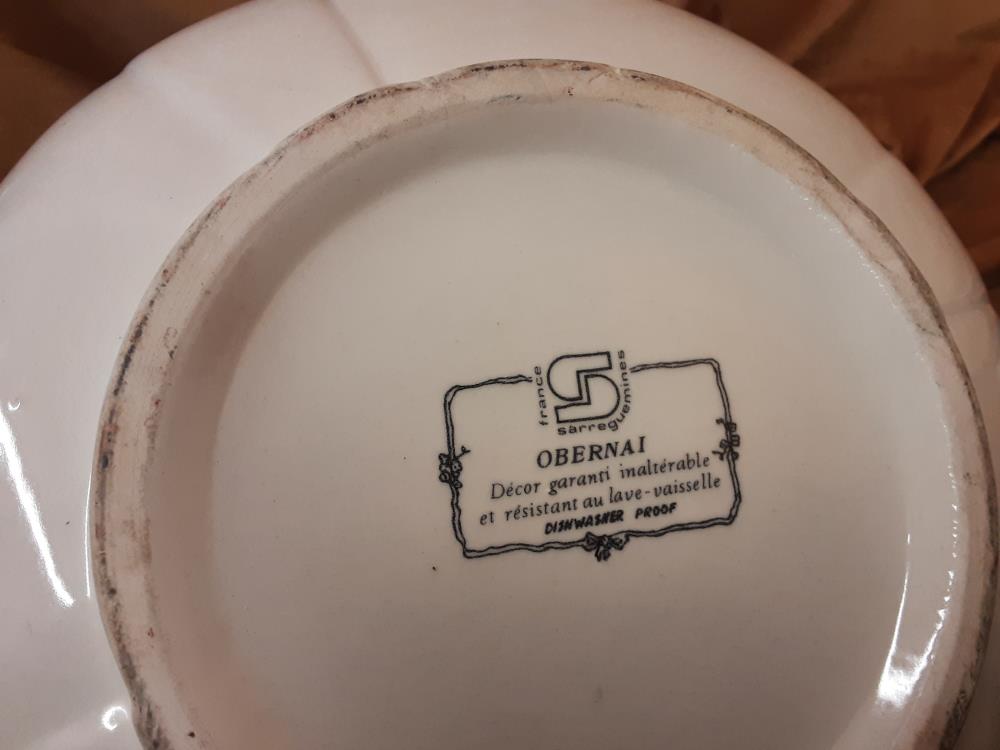 france
S
sarreguemines
OBERNAI
Décor garanti inaltérable
et résistant au lave-vaisselle
DISHWASHER PROOF